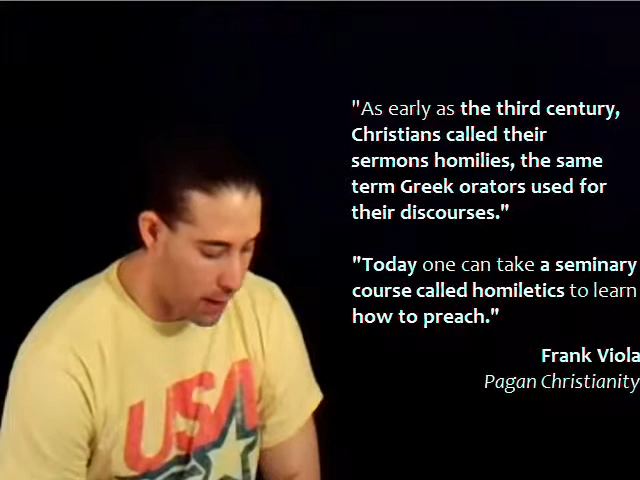 "As early as the third century,
Christians called their
sermons homilies, the same
term Greek orators used for
their discourses."
"Today one can take a seminary
course called homiletics to learn
how to preach."
Frank Viola
Pagan Christianity
USA